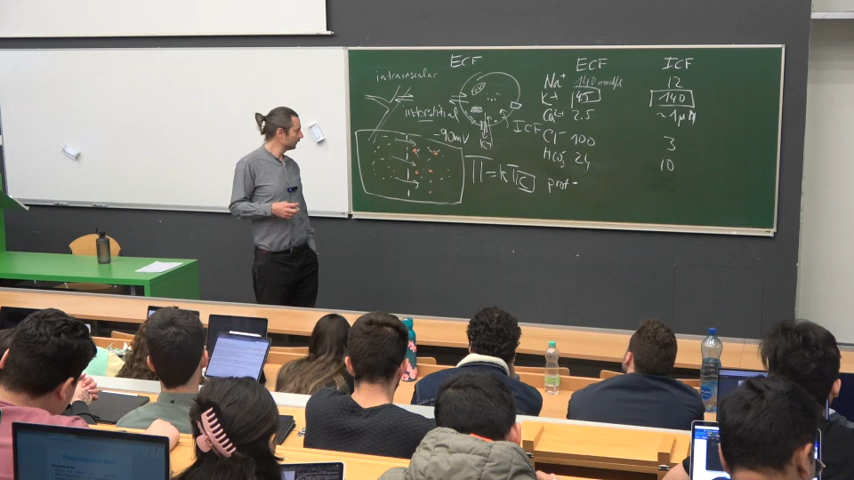 ECF
intravascular
interstitial
ICF
-90mV
K+
π = kTC
ECF ICF
Na+ 140 mmol/l 12
K+ 4.5 140
Ca2+ 2.5 ~1μM
Cl- 100 3
HCO3- 24 10
prot-